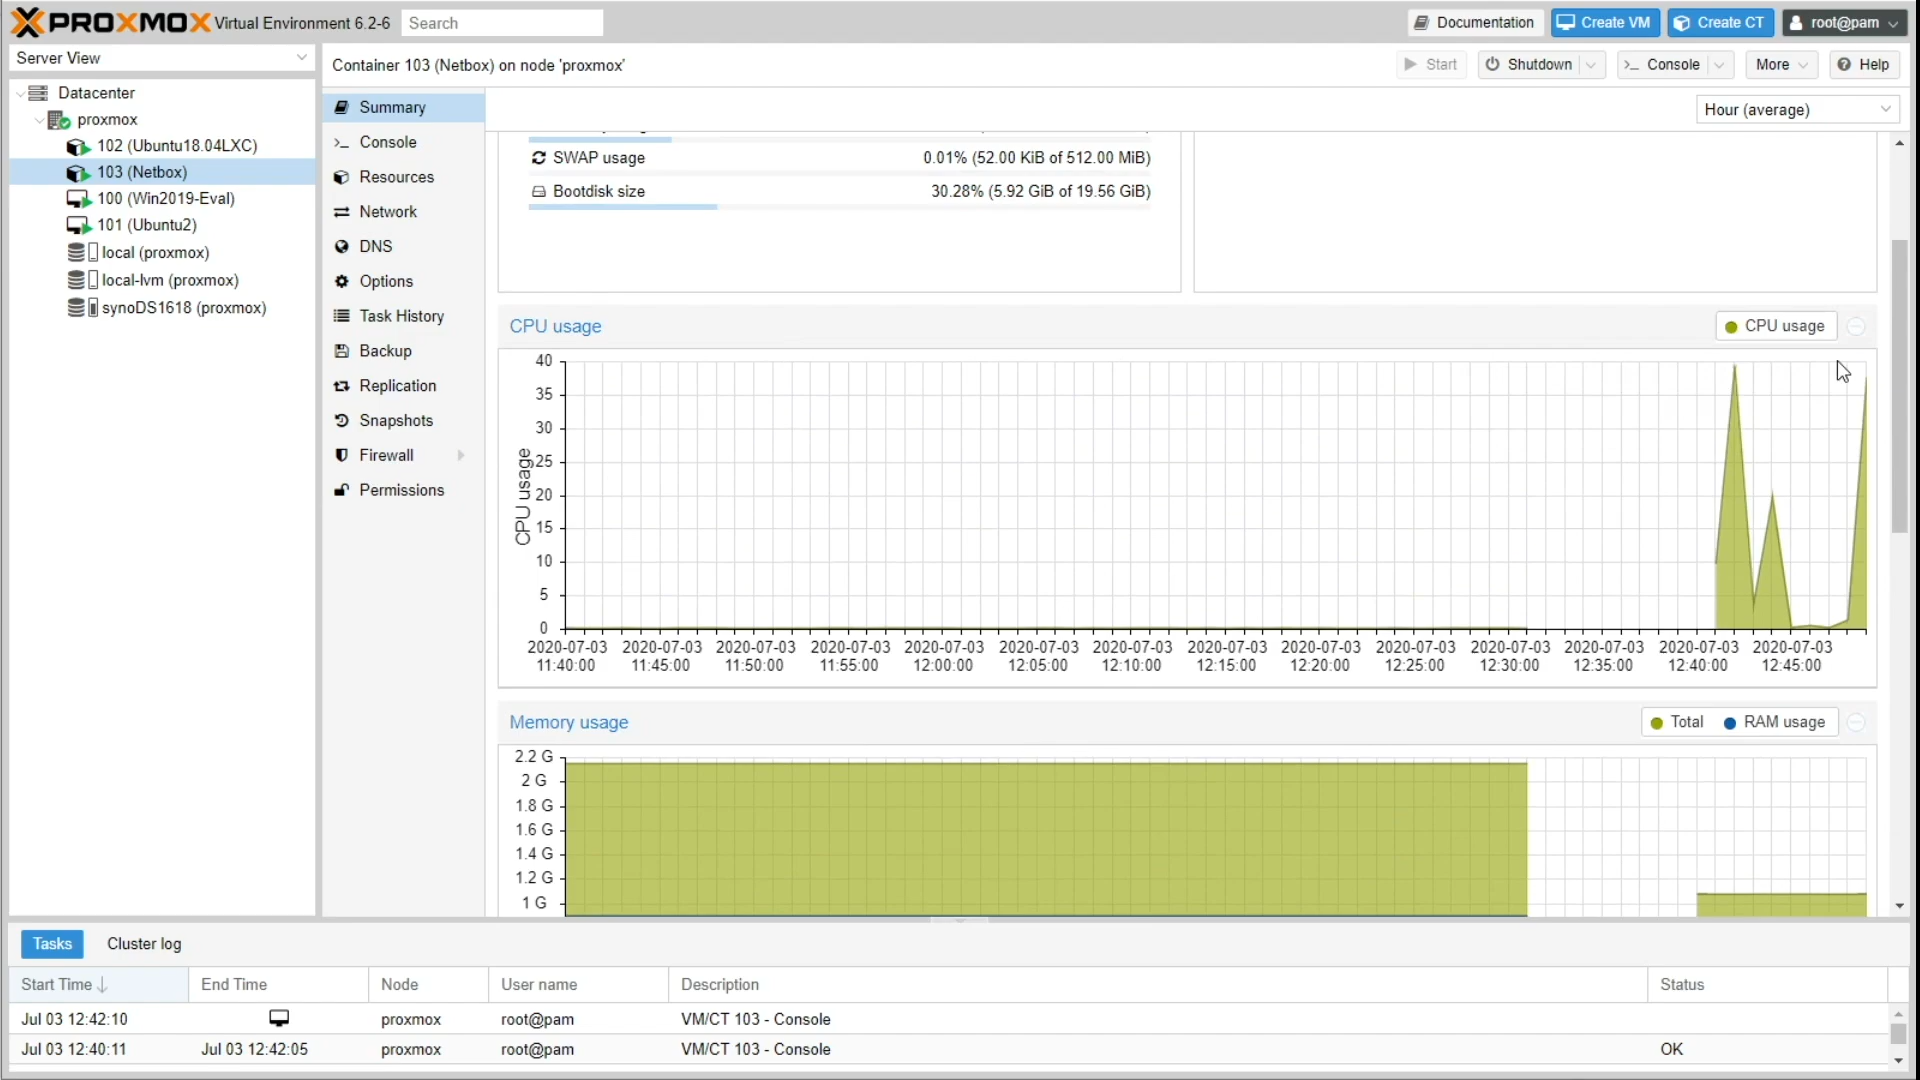 PROXMOX Virtual Environment 6.2-6 Search Documentation Create VM Create CT root@pam
Server View
Container 103 (Netbox) on node 'proxmox' Start Shutdown Console More Help
Datacenter
proxmox
102 (Ubuntu18.04LXC)
103 (Netbox)
100 (Win2019-Eval)
101 (Ubuntu2)
local (proxmox)
local-lvm (proxmox)
synoDS1618 (proxmox)
Summary
Console
Resources
Network
DNS
Options
Task History
Backup
Replication
Snapshots
Firewall
Permissions
Hour (average)
SWAP usage 0.01% (52.00 KiB of 512.00 MiB)
Bootdisk size 30.28% (5.92 GiB of 19.56 GiB)
CPU usage
CPU usage
CPU usage
40
35
30
25
20
15
10
5
0
2020-07-03 2020-07-03 2020-07-03 2020-07-03 2020-07-03 2020-07-03 2020-07-03 2020-07-03 2020-07-03 2020-07-03 2020-07-03 2020-07-03 2020-07-03 2020-07-03
11:40:00 11:45:00 11:50:00 11:55:00 12:00:00 12:05:00 12:10:00 12:15:00 12:20:00 12:25:00 12:30:00 12:35:00 12:40:00 12:45:00
Memory usage
Total RAM usage
2.2 G
2 G
1.8 G
1.6 G
1.4 G
1.2 G
1 G
Tasks Cluster log
Start Time End Time Node User name Description Status
Jul 03 12:42:10 proxmox root@pam VM/CT 103 - Console
Jul 03 12:40:11 Jul 03 12:42:05 proxmox root@pam VM/CT 103 - Console OK